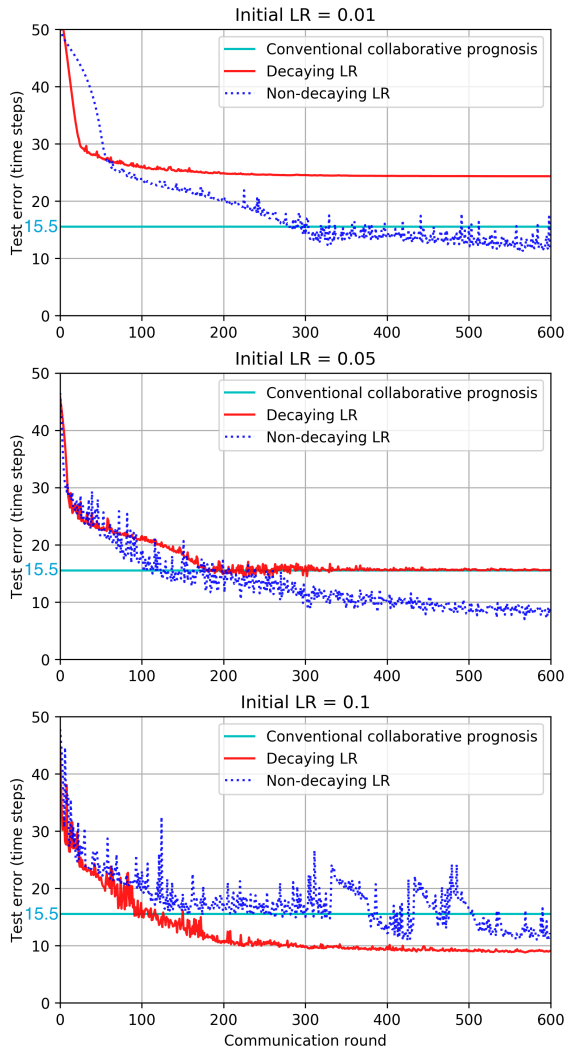 Initial LR = 0.01
50
40
30
20
15.5
10
0
Test error (time steps)
Conventional collaborative prognosis
Decaying LR
Non-decaying LR
0 100 200 300 400 500 600
Initial LR = 0.05
50
40
30
20
15.5
10
0
Test error (time steps)
Conventional collaborative prognosis
Decaying LR
Non-decaying LR
0 100 200 300 400 500 600
Initial LR = 0.1
50
40
30
20
15.5
10
0
Test error (time steps)
Conventional collaborative prognosis
Decaying LR
Non-decaying LR
0 100 200 300 400 500 600
Communication round